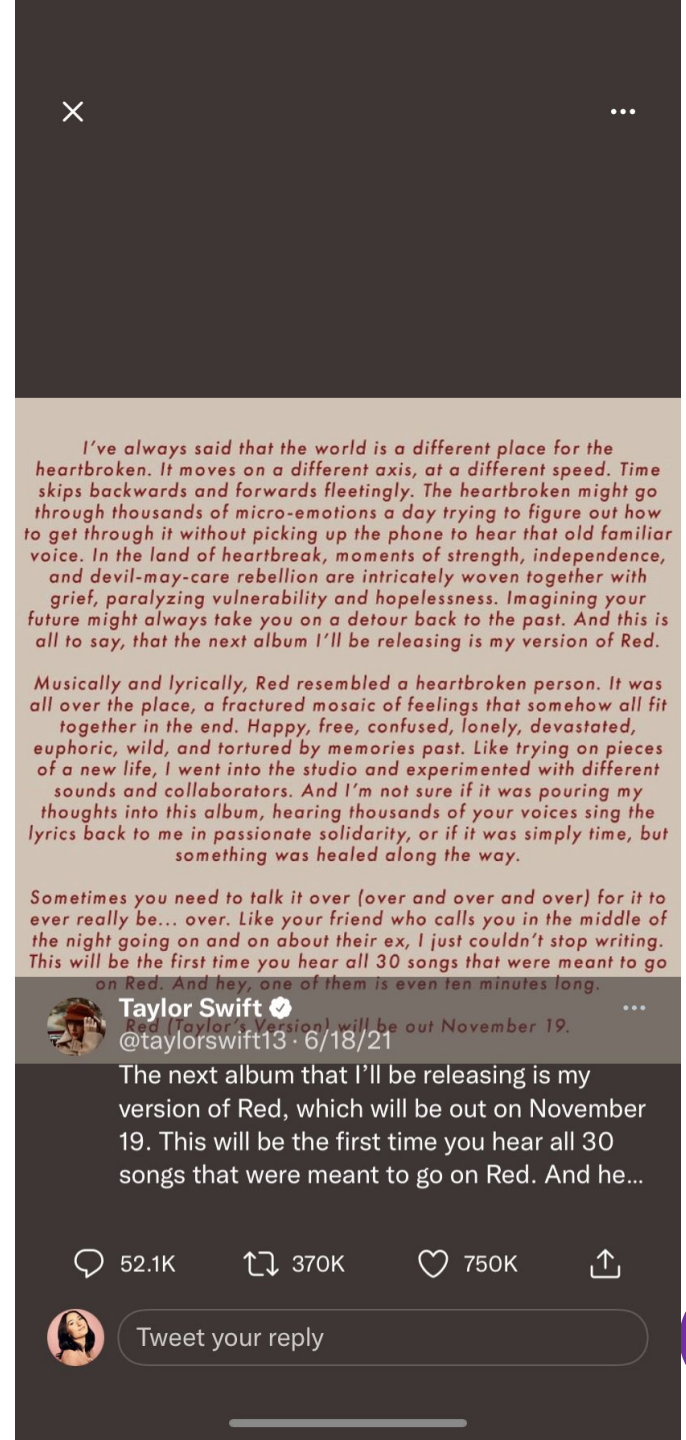 I've always said that the world is a different place for the
heartbroken. It moves on a different axis, at a different speed. Time
skips backwards and forwards fleetingly. The heartbroken might go
through thousands of micro-emotions a day trying to figure out how
to get through it without picking up the phone to hear that old familiar
voice. In the land of heartbreak, moments of strength, independence,
and devil-may-care rebellion are intricately woven together with
grief, paralyzing vulnerability and hopelessness. Imagining your
future might always take you on a detour back to the past. And this is
all to say, that the next album I'll be releasing is my version of Red.
Musically and lyrically, Red resembled a heartbroken person. It was
all over the place, a fractured mosaic of feelings that somehow all fit
together in the end. Happy, free, confused, lonely, devastated,
euphoric, wild, and tortured by memories past. Like trying on pieces
of a new life, I went into the studio and experimented with different
sounds and collaborators. And I'm not sure if it was pouring my
thoughts into this album, hearing thousands of your voices sing the
lyrics back to me in passionate solidarity, or if it was simply time, but
something was healed along the way.
Sometimes you need to talk it over (over and over and over) for it to
ever really be... over. Like your friend who calls you in the middle of
the night going on and on about their ex, I just couldn't stop writing.
This will be the first time you hear all 30 songs that were meant to go
on Red. And hey, one of them is even ten minutes long.
Taylor Swift
Red (Taylor's Version) will be out November 19.
@taylorswift13 · 6/18/21
The next album that I'll be releasing is my
version of Red, which will be out on November
19. This will be the first time you hear all 30
songs that were meant to go on Red. And he...
52.1K 370K 750K
Tweet your reply